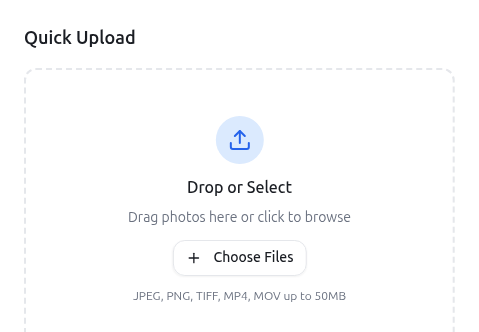 Quick Upload
Drop or Select
Drag photos here or click to browse
Choose Files
JPEG, PNG, TIFF, MP4, MOV up to 50MB